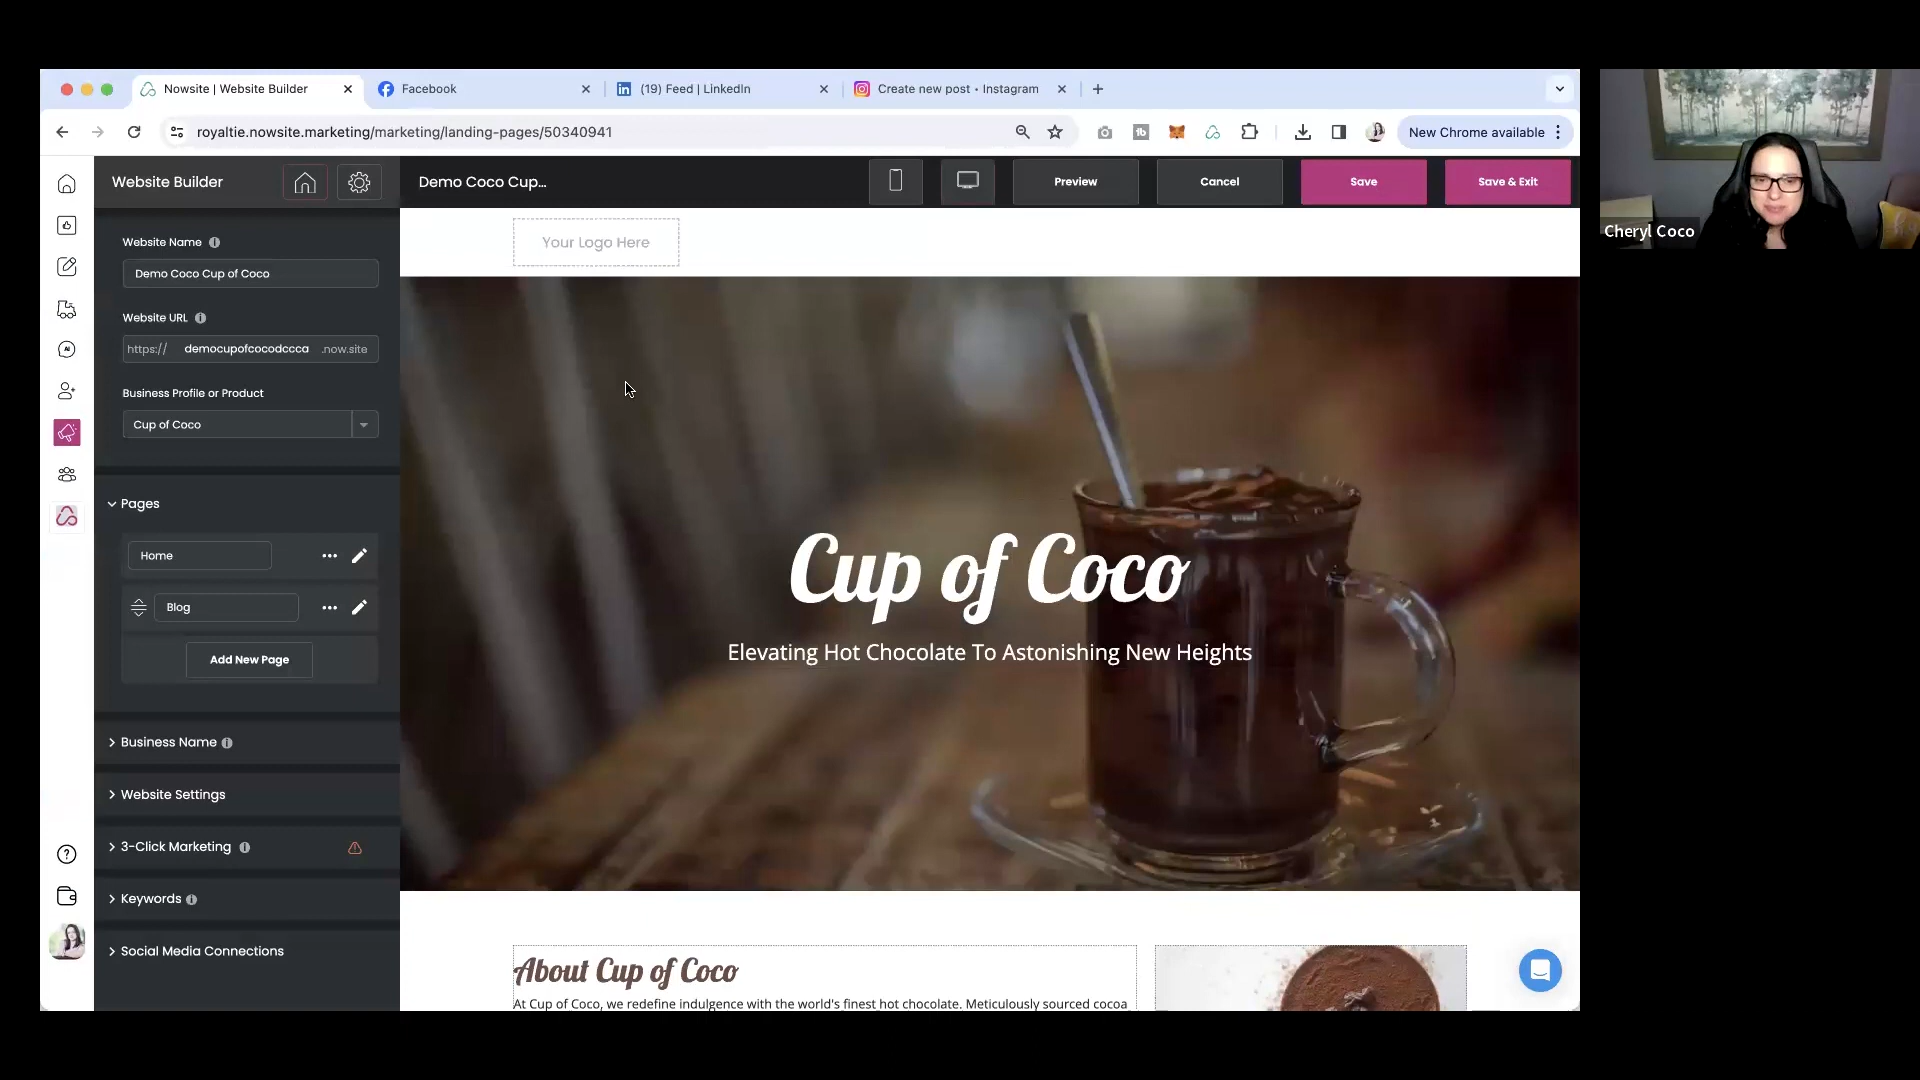 Nowsite | Website Builder
Facebook
(19) Feed | LinkedIn
Create new post • Instagram
royaltie.nowsite.marketing/marketing/landing-pages/50340941
New Chrome available
Website Builder
Demo Coco Cup...
Preview
Cancel
Save
Save & Exit
Website Name
Demo Coco Cup of Coco
Website URL
https:// democupofcocodccca .now.site
Business Profile or Product
Cup of Coco
Pages
Home
Blog
Add New Page
Business Name
Website Settings
3-Click Marketing
Keywords
Social Media Connections
Your Logo Here
Cup of Coco
Elevating Hot Chocolate To Astonishing New Heights
About Cup of Coco
At Cup of Coco, we redefine indulgence with the world's finest hot chocolate. Meticulously sourced cocoa
Cheryl Coco